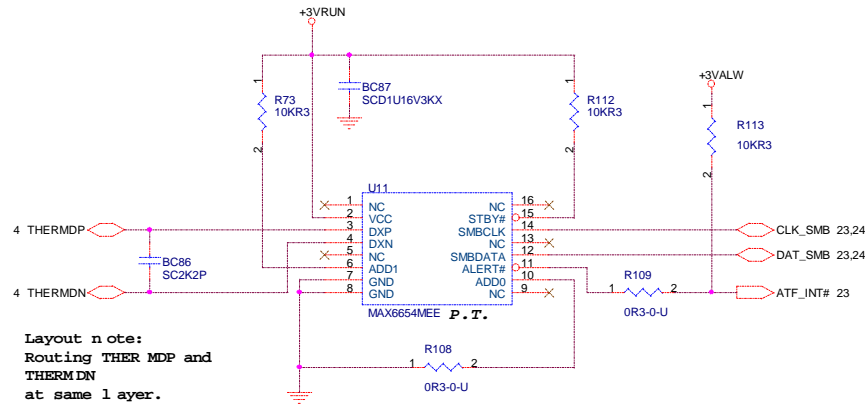 +3VRUN
+3VALW
1
R73
10KR3
2
BC87
SCD1U16V3KX
1
R112
10KR3
2
1
R113
10KR3
2
U11
1 NC
2 VCC
3 DXP
4 DXN
5 NC
6 ADD1
7 GND
8 GND
NC 16
STBY# 15
SMBCLK 14
NC 13
SMBDATA 12
ALERT# 11
ADD0 10
NC 9
MAX6654MEE P.T.
4 THERMDP
BC86
SC2K2P
4 THERMDN
CLK_SMB 23,24
DAT_SMB 23,24
R109
1 2
0R3-0-U
ATF_INT# 23
R108
1 2
0R3-0-U
Layout n ote:
Routing THER MDP and
THERM DN
at same l ayer.